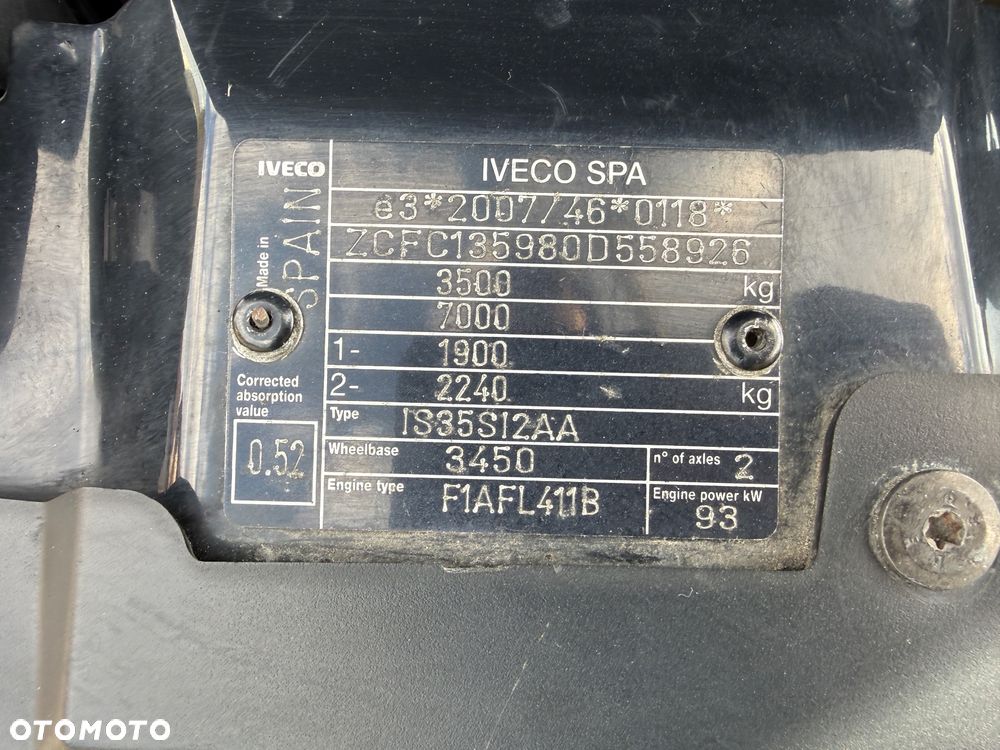 IVECO IVECO SPA
Made in SPAIN
e3*2007/46*0118*
ZCFC135980D558926
3500 kg
7000
1- 1900
2- 2240 kg
Corrected absorption value
0.52
Type IS35SI2AA
Wheelbase 3450 n° of axles 2
Engine type F1AFL411B Engine power kW 93
OTOMOTO